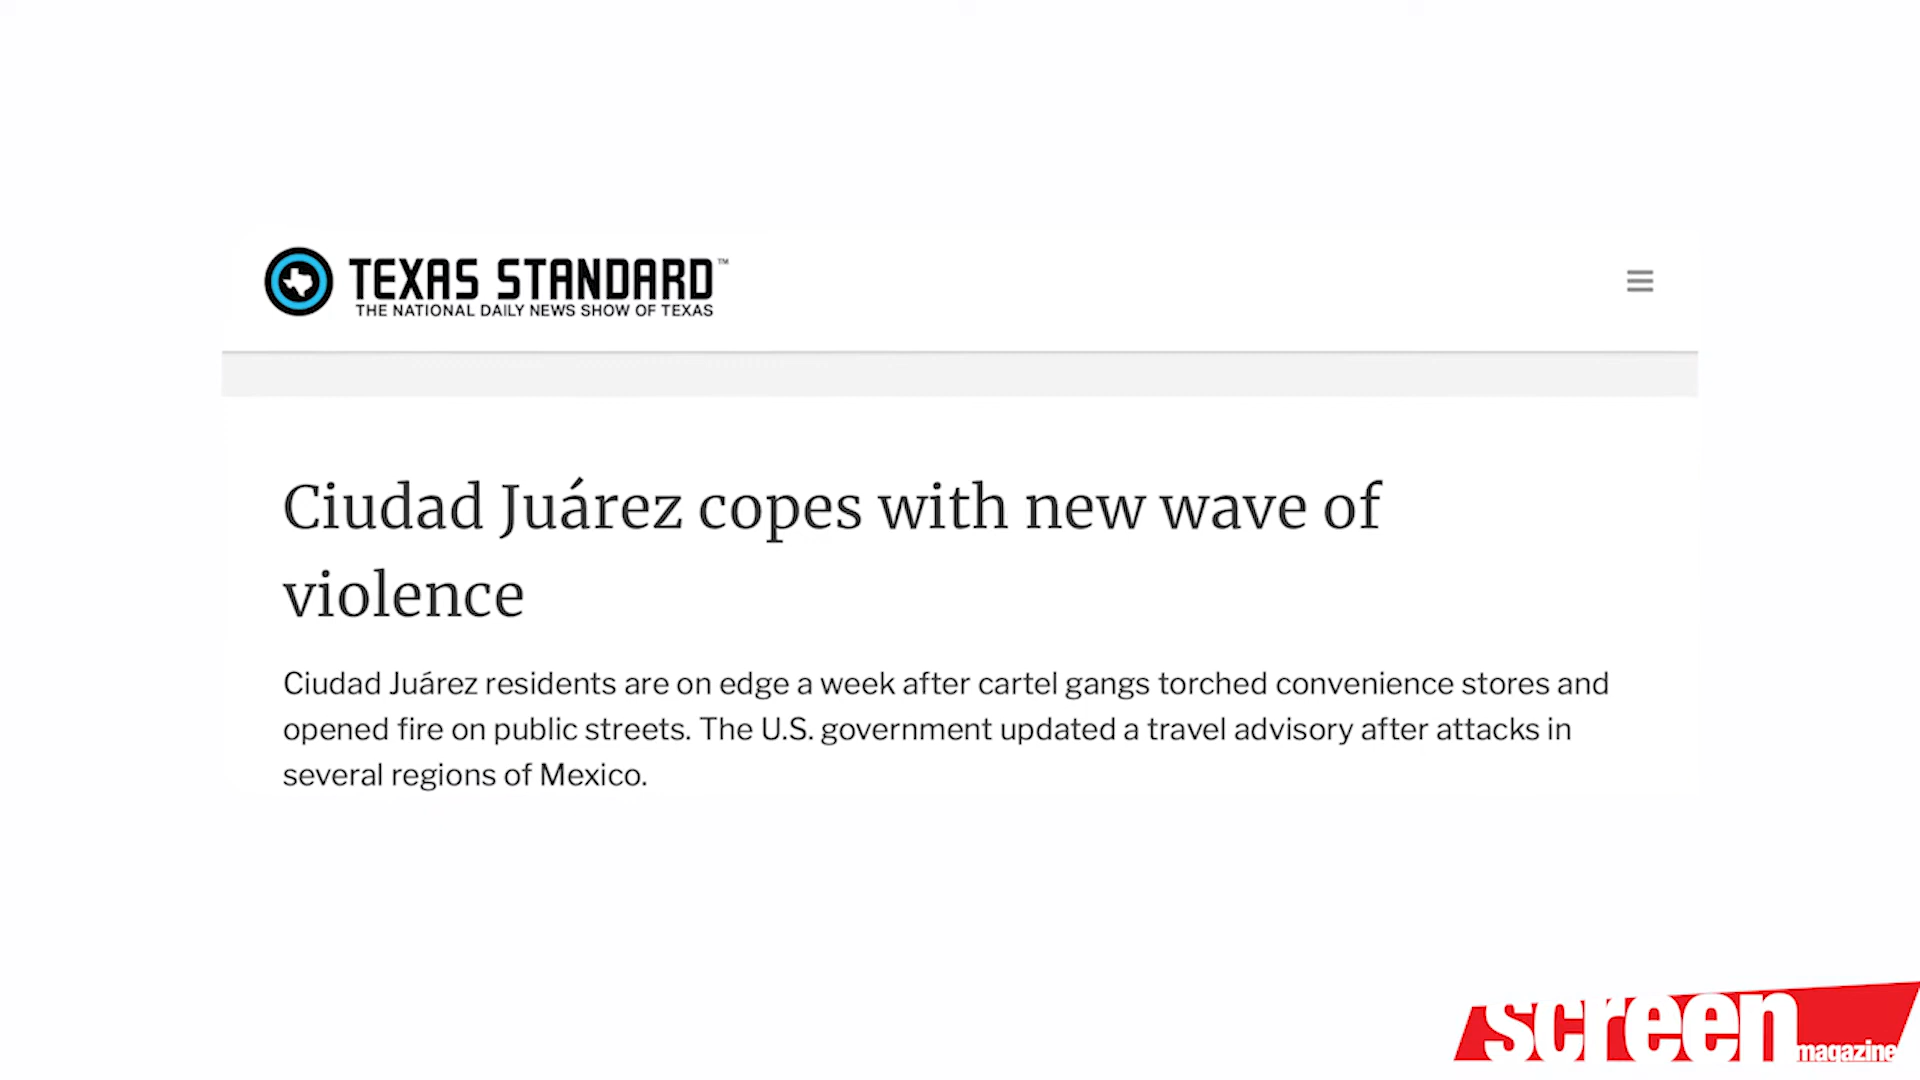 TEXAS STANDARD™
THE NATIONAL DAILY NEWS SHOW OF TEXAS
Ciudad Juárez copes with new wave of
violence
Ciudad Juárez residents are on edge a week after cartel gangs torched convenience stores and
opened fire on public streets. The U.S. government updated a travel advisory after attacks in
several regions of Mexico.
screen
magazine